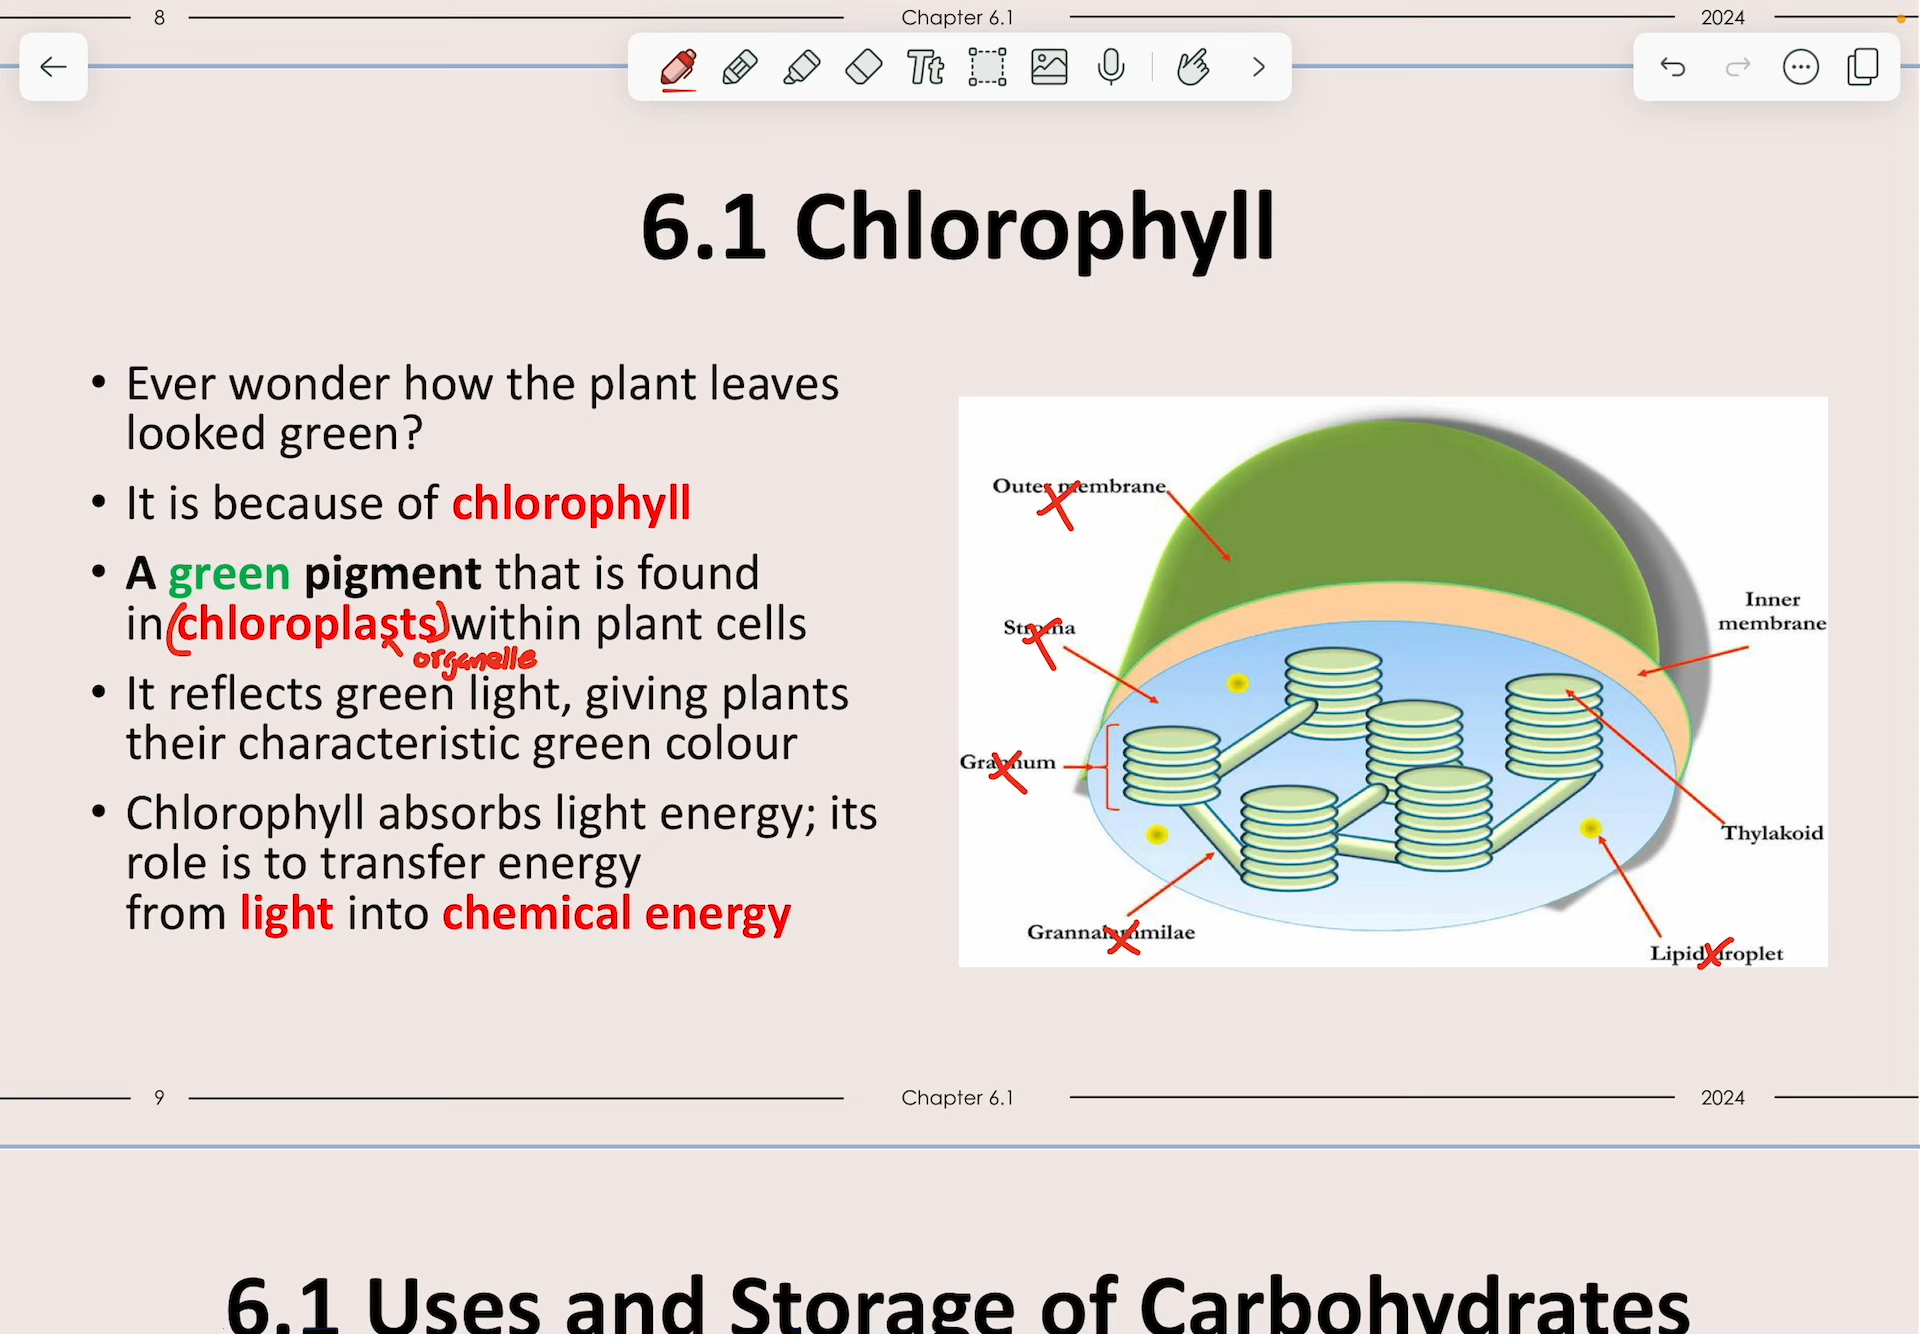 8 Chapter 6.1 2024
Tt
6.1 Chlorophyll
• Ever wonder how the plant leaves
looked green?
• It is because of chlorophyll
• A green pigment that is found
in (chloroplasts) within plant cells
organelle
• It reflects green light, giving plants
their characteristic green colour
• Chlorophyll absorbs light energy; its
role is to transfer energy
from light into chemical energy
Outer membrane
Stroma
Inner
membrane
Grannum
Thylakoid
Lipid droplet
9 Chapter 6.1 2024
6.1 Uses and Storage of Carbohydrates